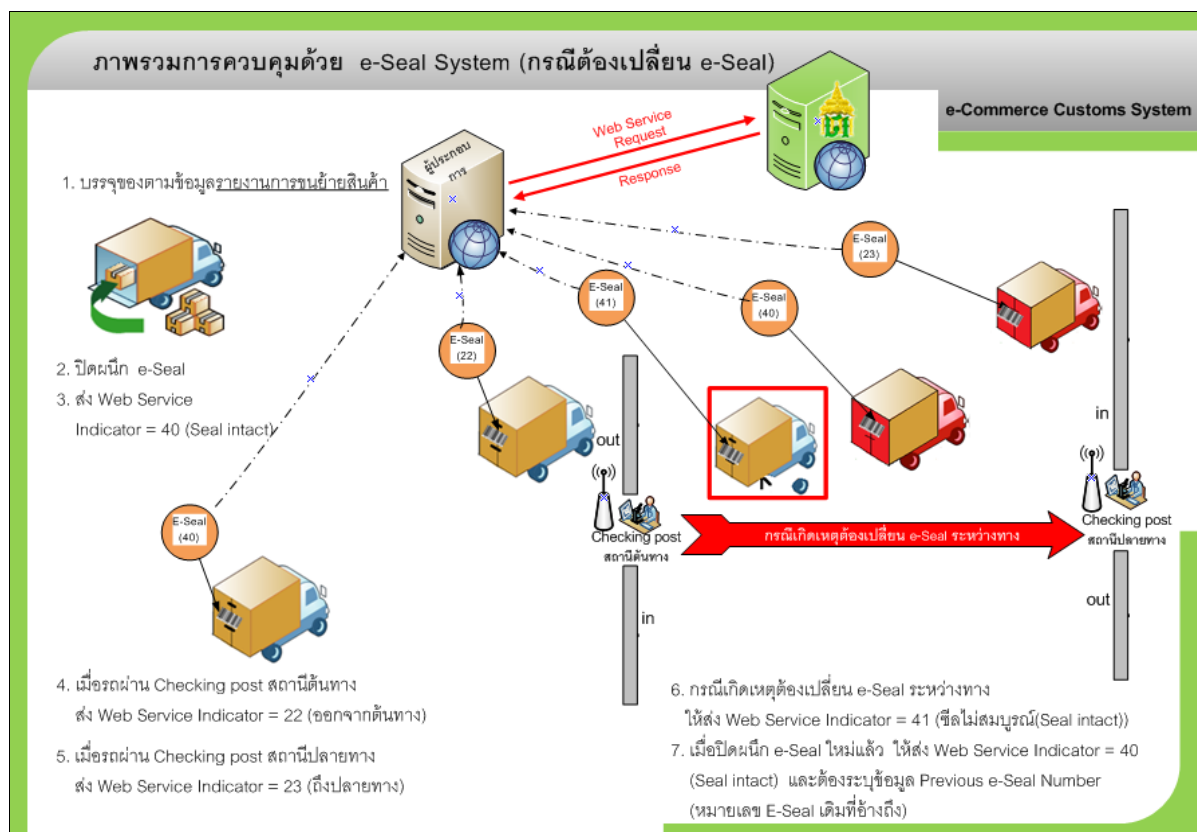 ภาพรวมการควบคุมด้วย e-Seal System (กรณีต้องเปลี่ยน e-Seal)
e-Commerce Customs System
Web Service
Request
Response
ผู้ประกอบ
การ
1. บรรจุของตามข้อมูลรายงานการขนย้ายสินค้า
E-Seal
(23)
E-Seal
(41)
E-Seal
(40)
E-Seal
(22)
2. ปิดผนึก e-Seal
3. ส่ง Web Service
Indicator = 40 (Seal intact)
out
in
E-Seal
(40)
Checking post
สถานีต้นทาง
กรณีเกิดเหตุต้องเปลี่ยน e-Seal ระหว่างทาง
Checking post
สถานีปลายทาง
in
out
4. เมื่อรถผ่าน Checking post สถานีต้นทาง
ส่ง Web Service Indicator = 22 (ออกจากต้นทาง)
5. เมื่อรถผ่าน Checking post สถานีปลายทาง
ส่ง Web Service Indicator = 23 (ถึงปลายทาง)
6. กรณีเกิดเหตุต้องเปลี่ยน e-Seal ระหว่างทาง
ให้ส่ง Web Service Indicator = 41 (ซีลไม่สมบูรณ์(Seal intact))
7. เมื่อปิดผนึก e-Seal ใหม่แล้ว ให้ส่ง Web Service Indicator = 40
(Seal intact) และต้องระบุข้อมูล Previous e-Seal Number
(หมายเลข E-Seal เดิมที่อ้างถึง)